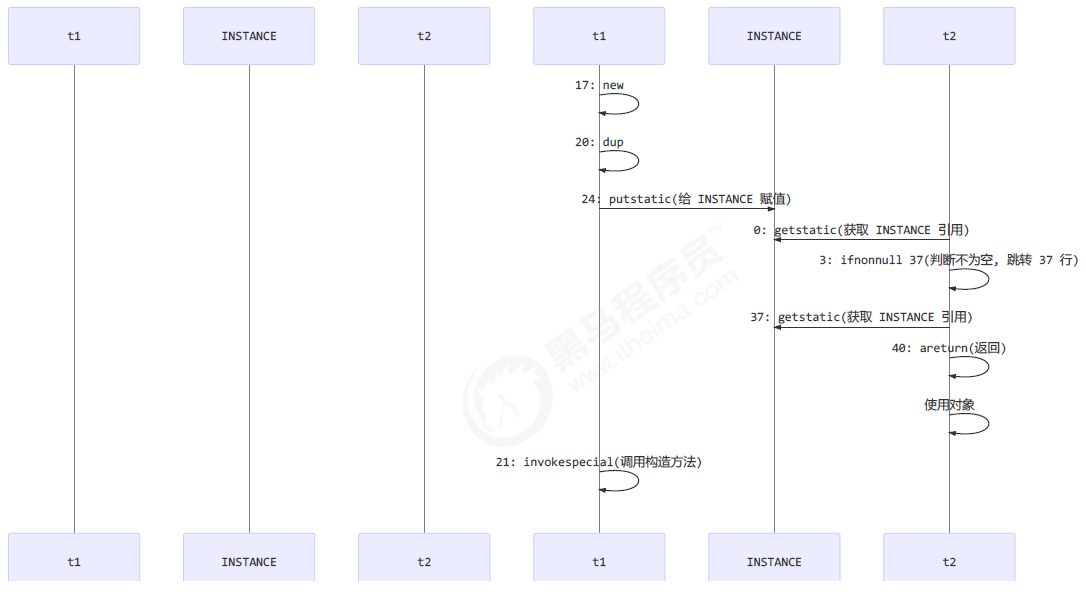 t1 INSTANCE t2 t1 INSTANCE t2
17: new
20: dup
24: putstatic(给 INSTANCE 赋值)
0: getstatic(获取 INSTANCE 引用)
3: ifnonnull 37(判断不为空, 跳转 37 行)
37: getstatic(获取 INSTANCE 引用)
40: areturn(返回)
使用对象
21: invokespecial(调用构造方法)
t1 INSTANCE t2 t1 INSTANCE t2
黑马程序员™
www.itheima.com